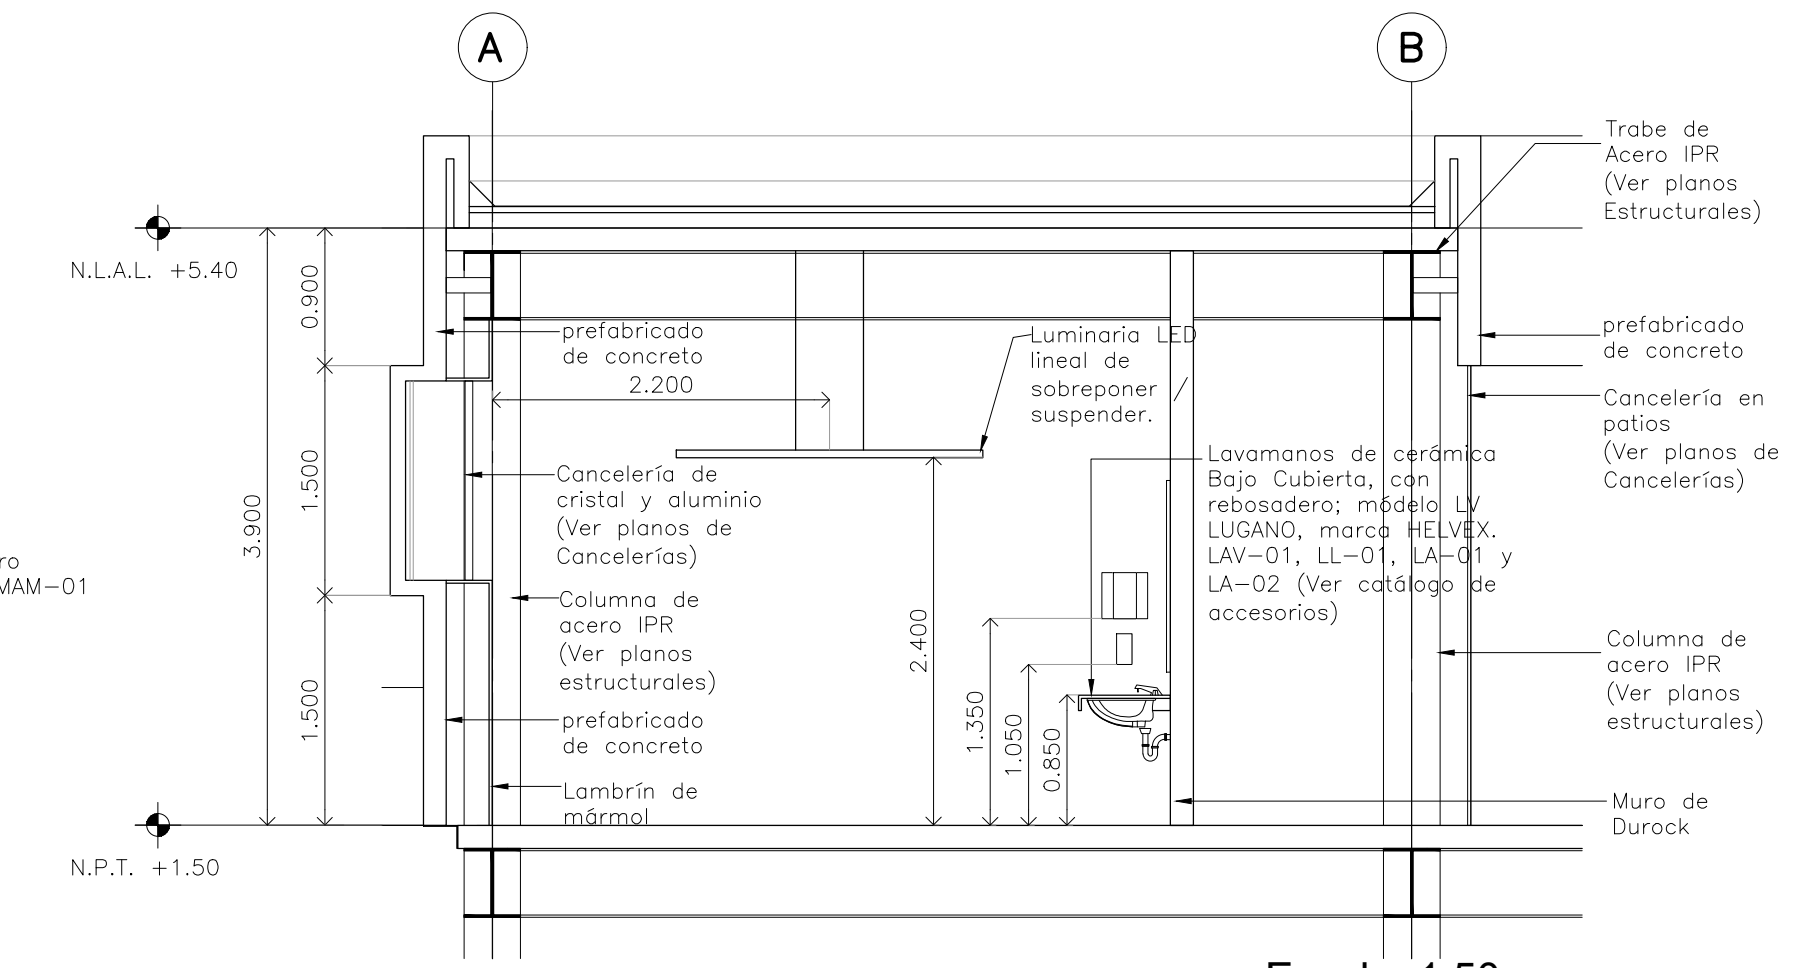 A
B
Trabe de
Acero IPR
(Ver planos
Estructurales)
N.L.A.L. +5.40
0.900
prefabricado
de concreto
2.200
Luminaria LED
lineal de
sobreponer
suspender.
prefabricado
de concreto
Cancelería en
patios
(Ver planos de
Cancelerías)
3.900
1.500
Cancelería de
cristal y aluminio
(Ver planos de
Cancelerías)
Lavamanos de cerámica
Bajo Cubierta, con
rebosadero; módelo LV
LUGANO, marca HELVEX.
LAV-01, LL-01, LA-01 y
LA-02 (Ver catálogo de
accesorios)
ro
MAM-01
Columna de
acero IPR
(Ver planos
estructurales)
2.400
1.350
1.050
0.850
Columna de
acero IPR
(Ver planos
estructurales)
1.500
prefabricado
de concreto
Lambrín de
mármol
Muro de
Durock
N.P.T. +1.50